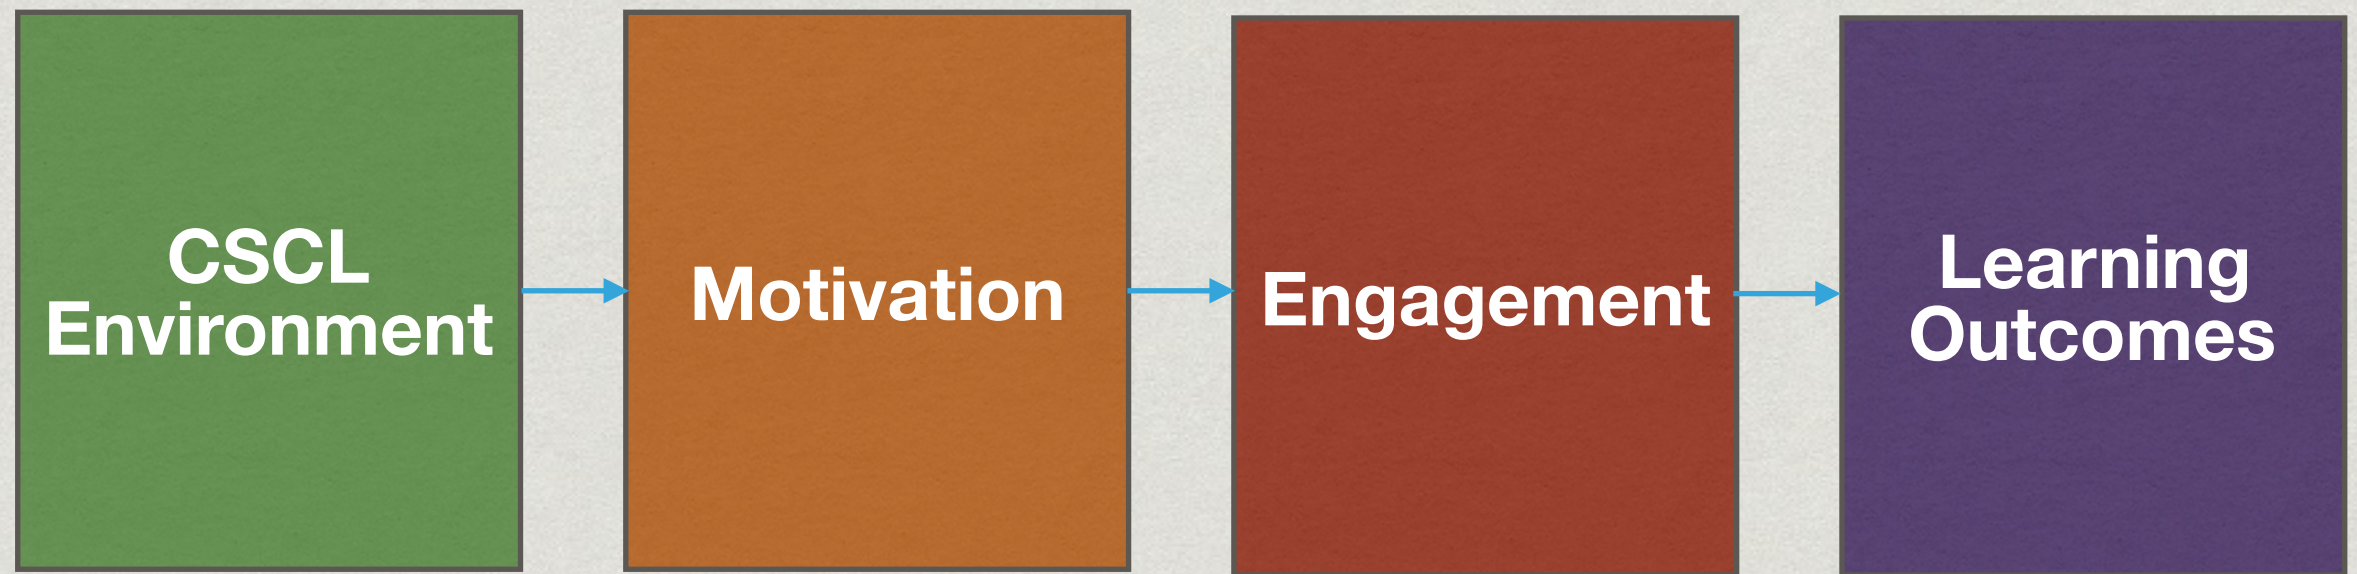 CSCL
Environment
Motivation
Engagement
Learning
Outcomes